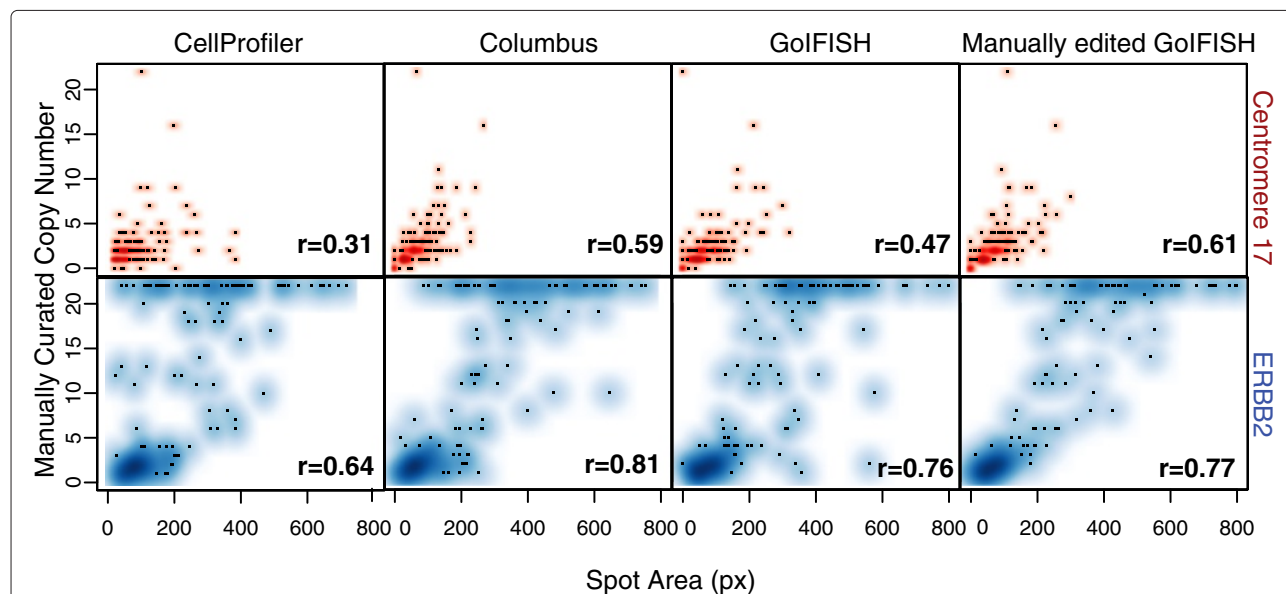 CellProfiler
Columbus
GoIFISH
Manually edited GoIFISH
Manually Curated Copy Number
20
15
10
5
0
r=0.31
r=0.59
r=0.47
r=0.61
Centromere 17
20
15
10
5
0
r=0.64
r=0.81
r=0.76
r=0.77
ERBB2
0 200 400 600 800
0 200 400 600 800
0 200 400 600 800
0 200 400 600 800
Spot Area (px)